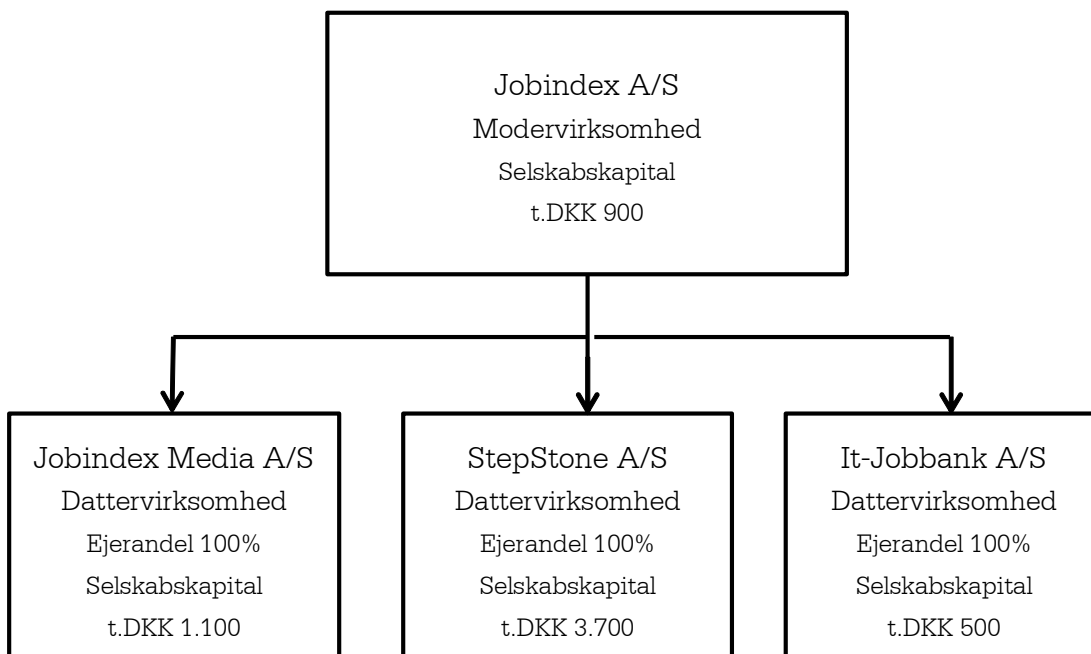 Jobindex A/S
Modervirksomhed
Selskabskapital
t.DKK 900
Jobindex Media A/S
Dattervirksomhed
Ejerandel 100%
Selskabskapital
t.DKK 1.100
StepStone A/S
Dattervirksomhed
Ejerandel 100%
Selskabskapital
t.DKK 3.700
It-Jobbank A/S
Dattervirksomhed
Ejerandel 100%
Selskabskapital
t.DKK 500